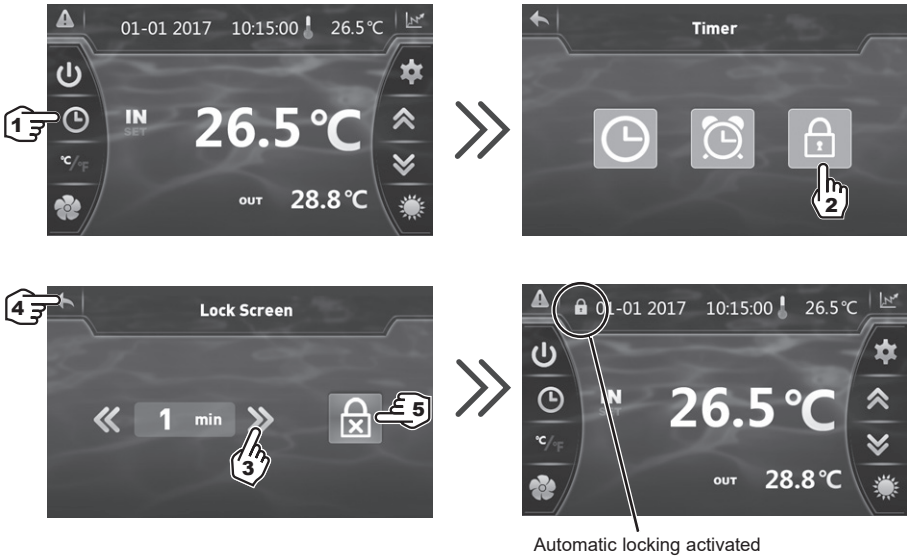 01-01 2017 10:15:00 26.5°C
1
IN
SET
26.5°C
°C/°F
OUT 28.8°C
Timer
2
4
Lock Screen
1 min
5
3
01-01 2017 10:15:00 26.5°C
IN
SET
26.5°C
°C/°F
OUT 28.8°C
Automatic locking activated